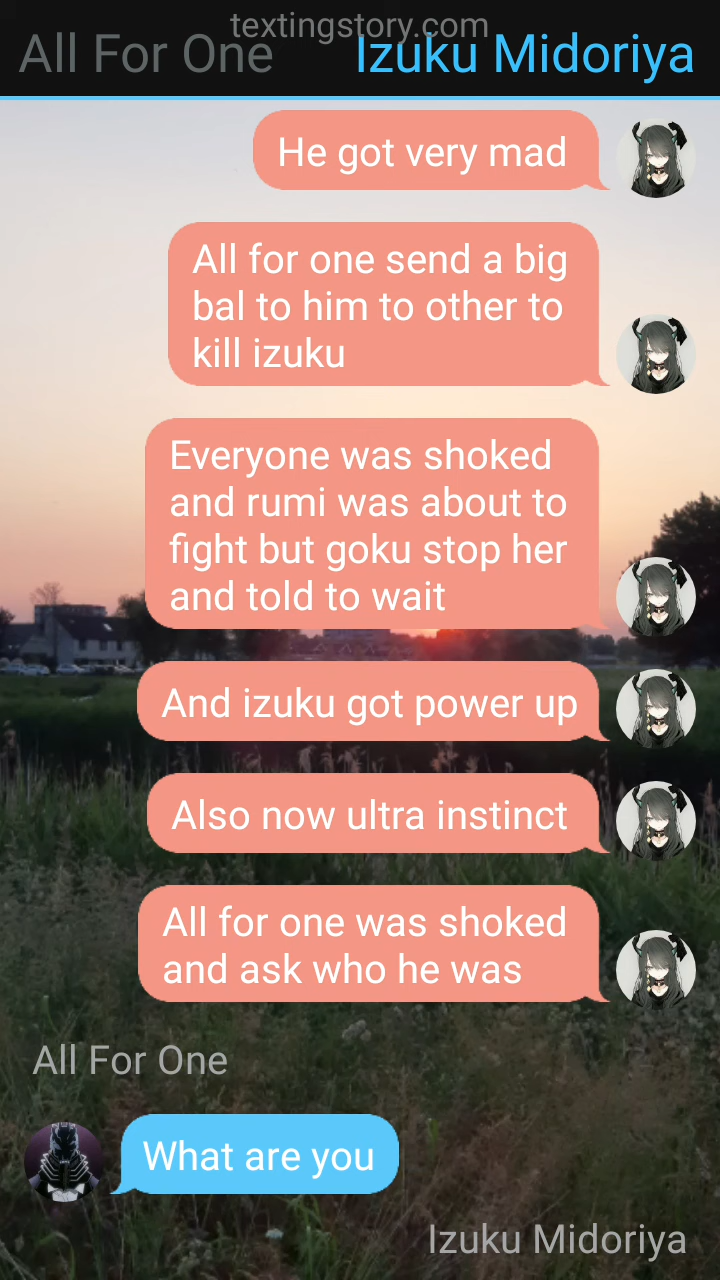 textingstory.com
All For One
Izuku Midoriya
He got very mad
All for one send a big
bal to him to other to
kill izuku
Everyone was shoked
and rumi was about to
fight but goku stop her
and told to wait
And izuku got power up
Also now ultra instinct
All for one was shoked
and ask who he was
All For One
What are you
Izuku Midoriya